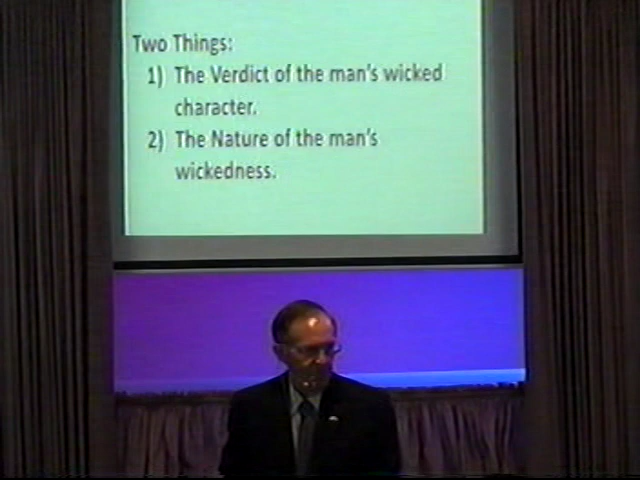 Two Things:
1) The Verdict of the man's wicked
character.
2) The Nature of the man's
wickedness.